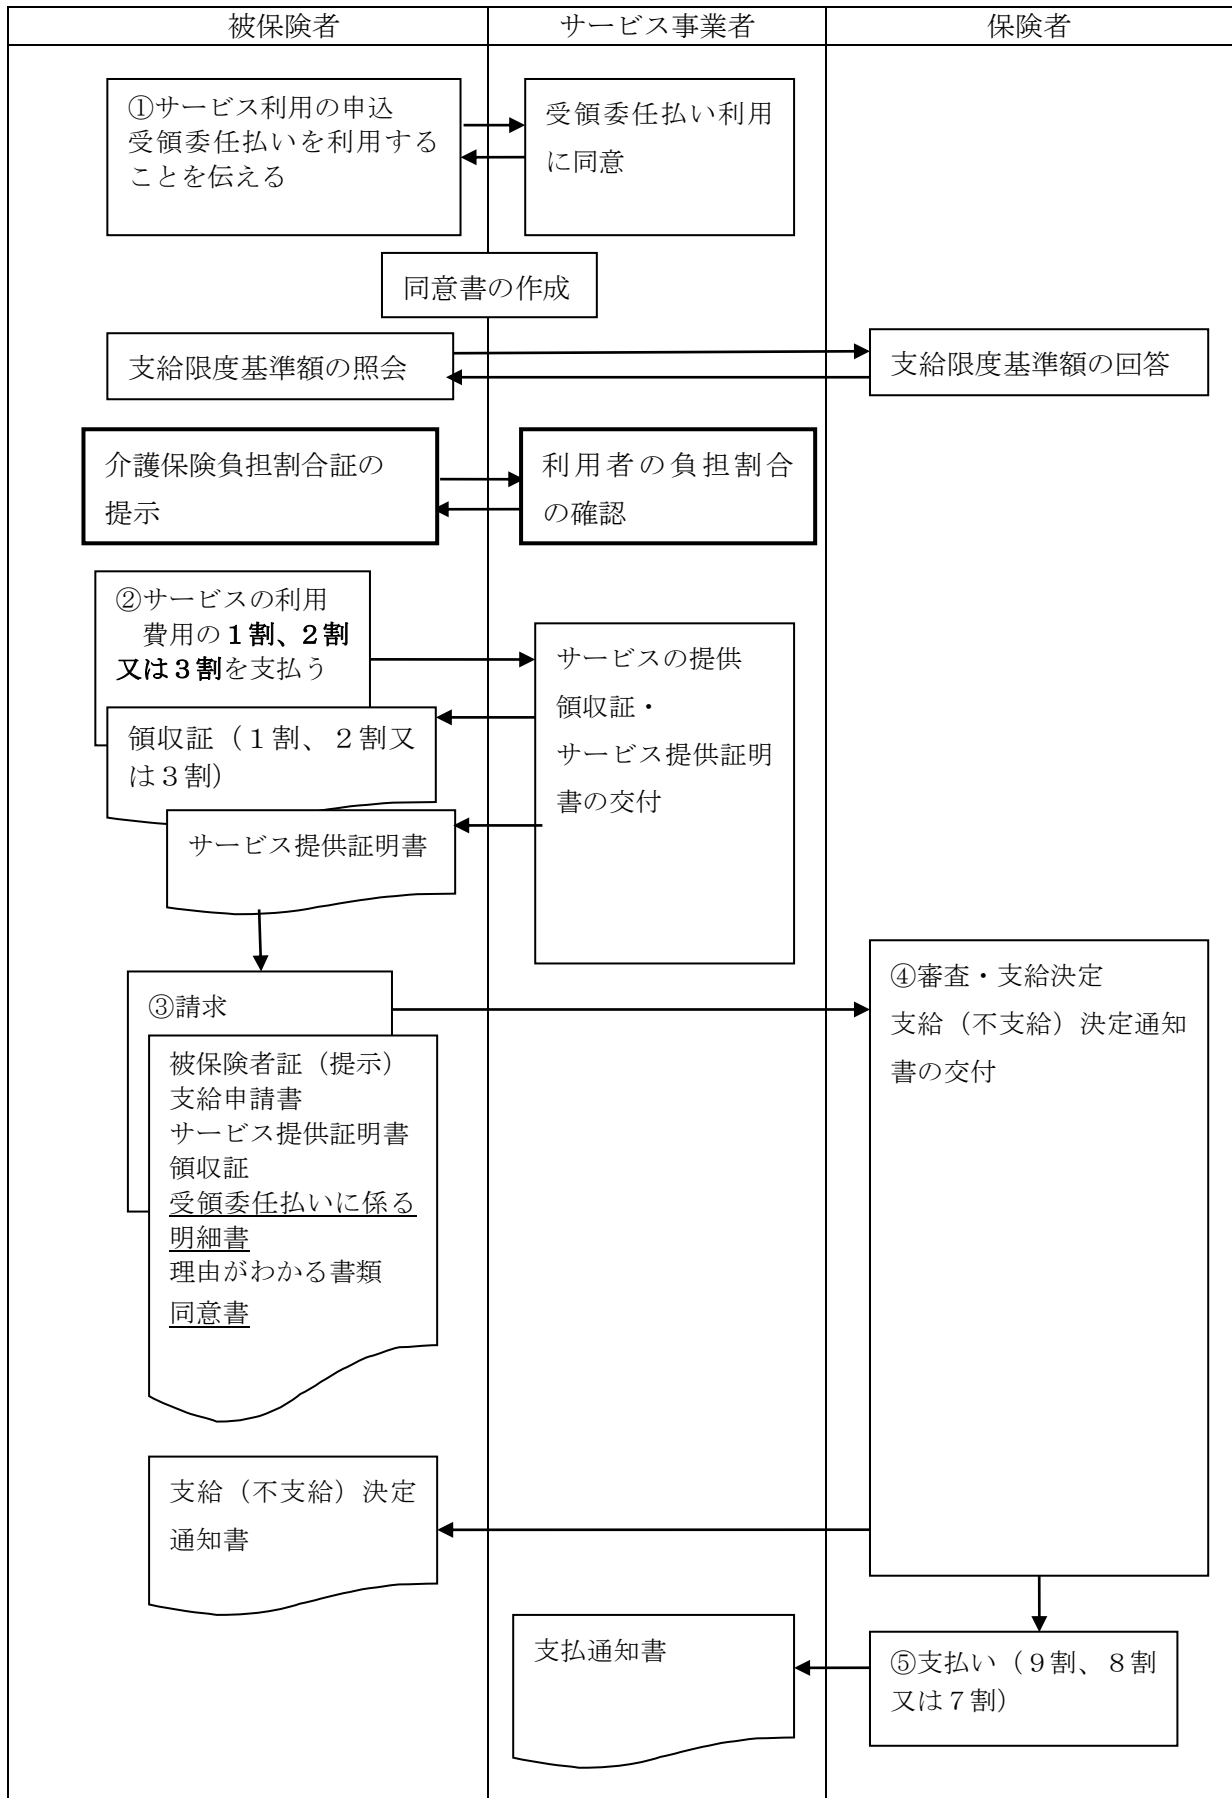 被保険者
サービス事業者
保険者
①サービス利用の申込
受領委任払いを利用する
ことを伝える
受領委任払い利用
に同意
同意書の作成
支給限度基準額の照会
支給限度基準額の回答
介護保険負担割合証の
提示
利用者の負担割合
の確認
②サービスの利用
費用の１割、２割
又は３割を支払う
サービスの提供
領収証・
サービス提供証明
書の交付
領収証（１割、２割又
は３割）
サービス提供証明書
③請求
被保険者証（提示）
支給申請書
サービス提供証明書
領収証
受領委任払いに係る
明細書
理由がわかる書類
同意書
④審査・支給決定
支給（不支給）決定通知
書の交付
支給（不支給）決定
通知書
支払通知書
⑤支払い（９割、８割
又は７割）